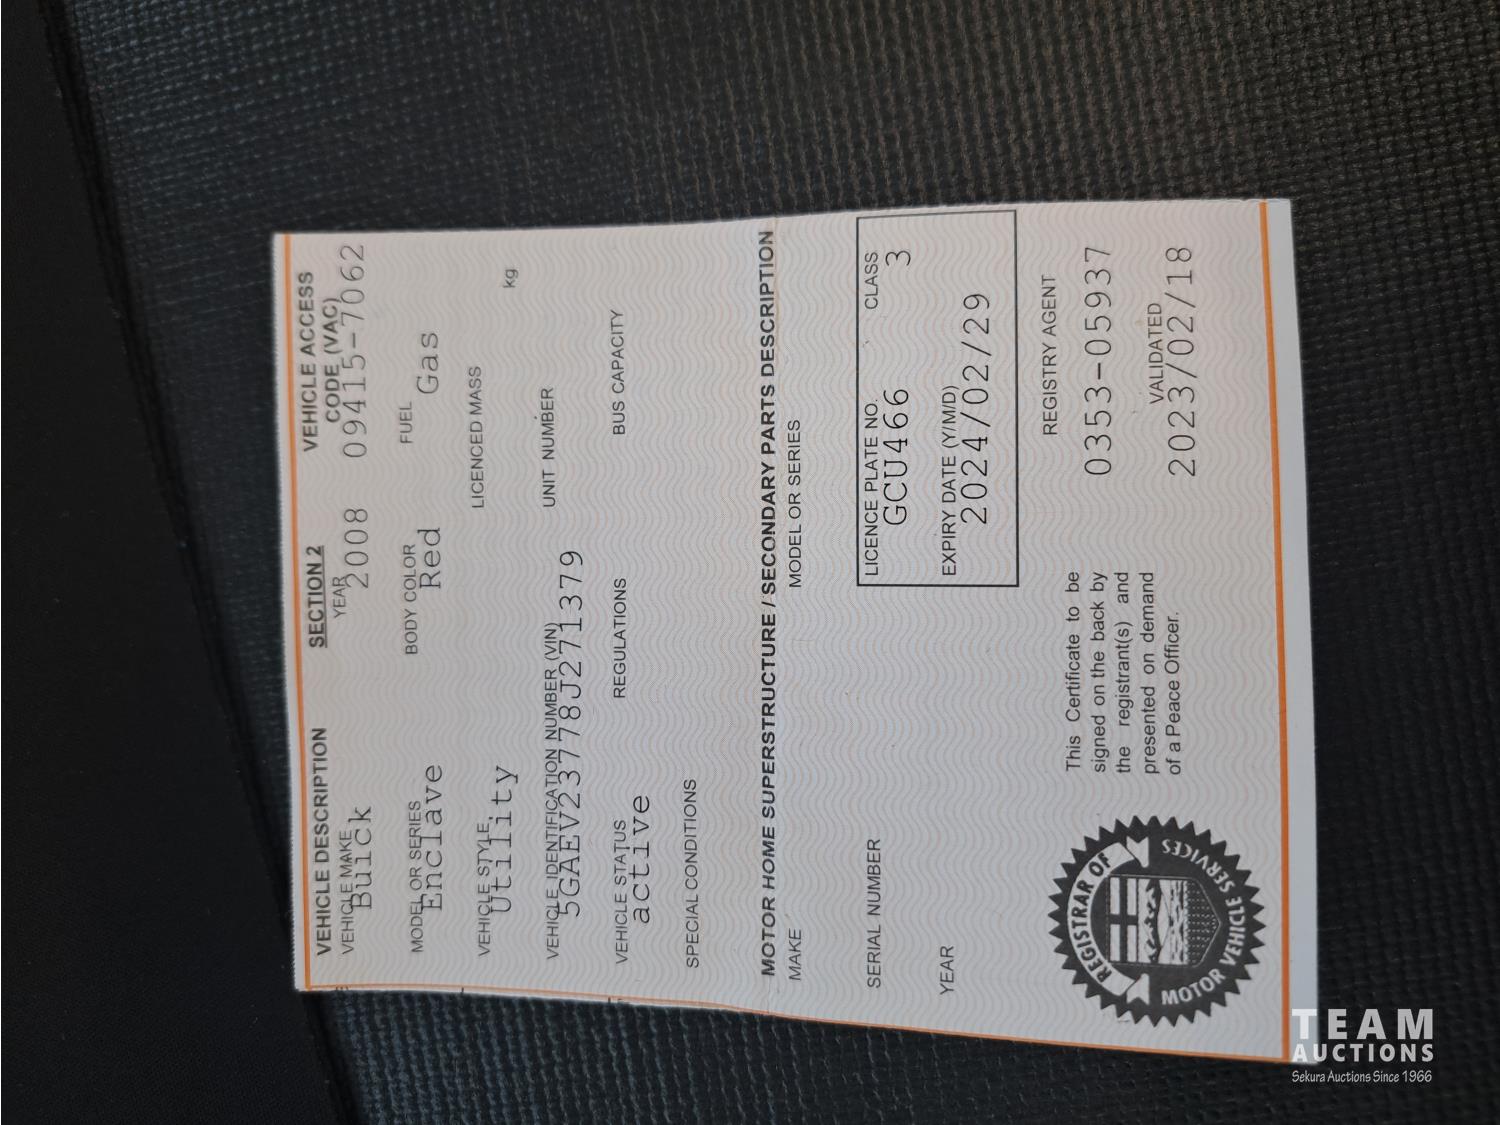 VEHICLE DESCRIPTION SECTION 2 VEHICLE ACCESS
VEHICLE MAKE YEAR CODE (VAC)
Buick 2008 09415-7062
MODEL OR SERIES BODY COLOR FUEL
Enclave Red Gas
VEHICLE STYLE LICENCED MASS
Utility kg
VEHICLE IDENTIFICATION NUMBER (VIN) UNIT NUMBER
5GAEV23778J271379
VEHICLE STATUS REGULATIONS BUS CAPACITY
active
SPECIAL CONDITIONS
MOTOR HOME SUPERSTRUCTURE / SECONDARY PARTS DESCRIPTION
MAKE MODEL OR SERIES
SERIAL NUMBER
YEAR
LICENCE PLATE NO. CLASS
GCU466 3
EXPIRY DATE (Y/M/D)
2024/02/29
REGISTRAR OF
MOTOR VEHICLE SERVICES
This Certificate to be
signed on the back by
the registrant(s) and
presented on demand
of a Peace Officer.
REGISTRY AGENT
0353-05937
VALIDATED
2023/02/18
TEAM
AUCTIONS
Sekura Auctions Since 1966